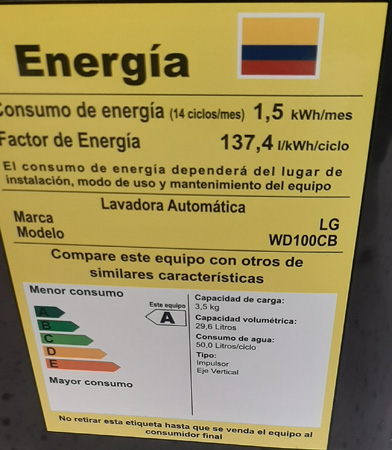 Energía
Consumo de energía (14 ciclos/mes) 1,5 kWh/mes
Factor de Energía 137,4 l/kWh/ciclo
El consumo de energía dependerá del lugar de
instalación, modo de uso y mantenimiento del equipo
Lavadora Automática
Marca LG
Modelo WD100CB
Compare este equipo con otros de
similares características
Menor consumo
Este equipo
A
A
B
C
D
E
Mayor consumo
Capacidad de carga:
3,5 kg
Capacidad volumétrica:
29,6 Litros
Consumo de agua:
50,0 Litros/ciclo
Tipo:
Impulsor
Eje Vertical
No retirar esta etiqueta hasta que se venda el equipo al
consumidor final